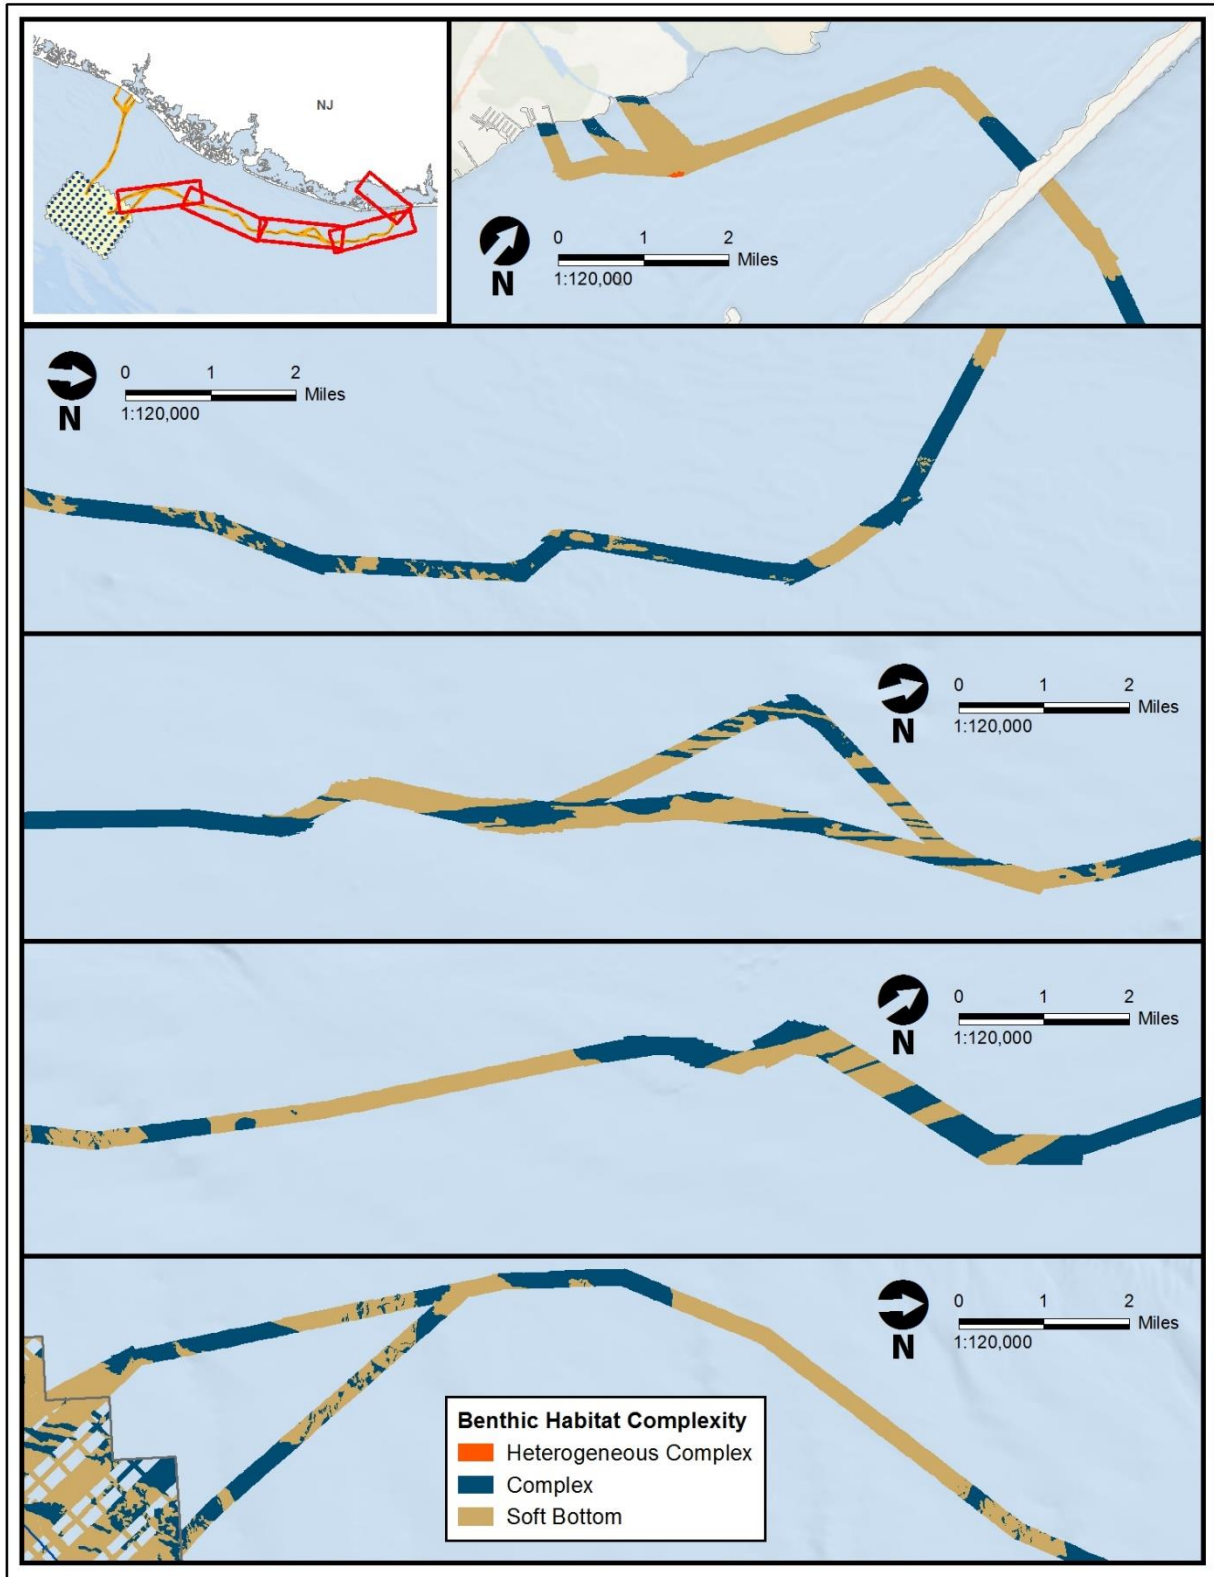 NJ
0 1 2
Miles
1:120,000
N
0 1 2
Miles
1:120,000
N
0 1 2
Miles
1:120,000
N
0 1 2
Miles
1:120,000
N
0 1 2
Miles
1:120,000
N
Benthic Habitat Complexity
Heterogeneous Complex
Complex
Soft Bottom